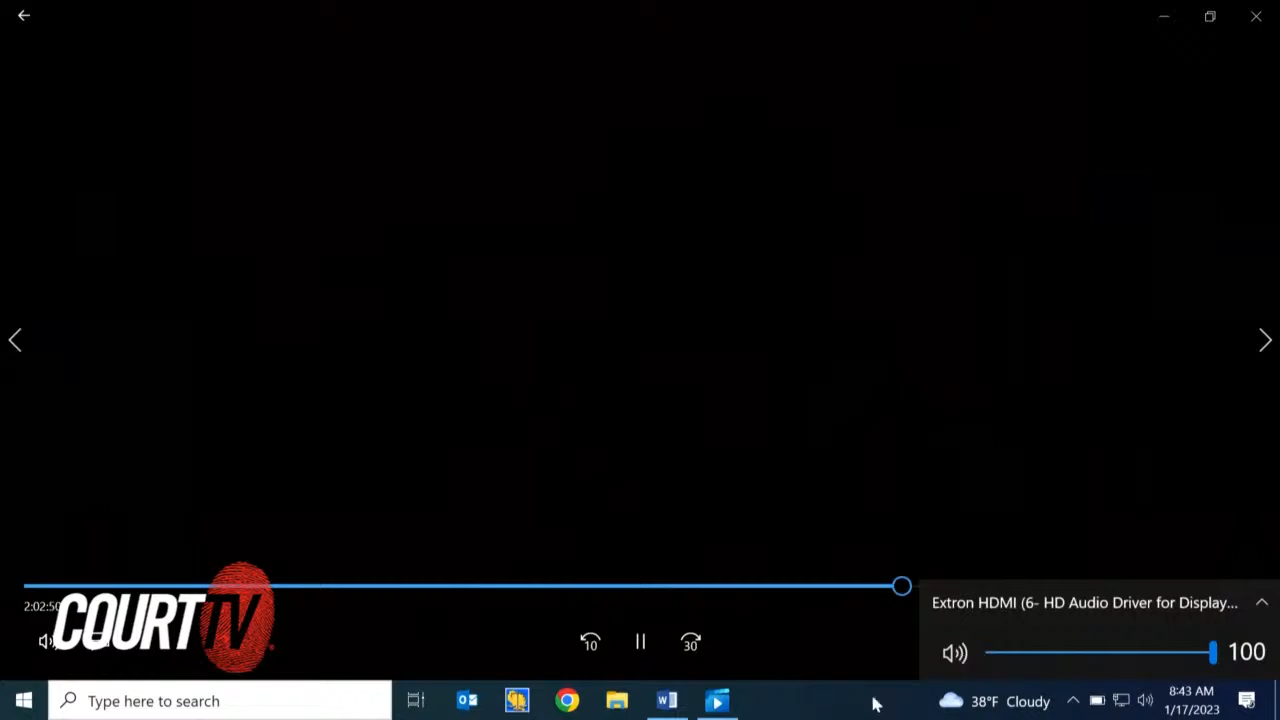 2:02:50
COURT TV
10
30
Extron HDMI (6- HD Audio Driver for Display...
100
Type here to search
38°F Cloudy
8:43 AM
1/17/2023